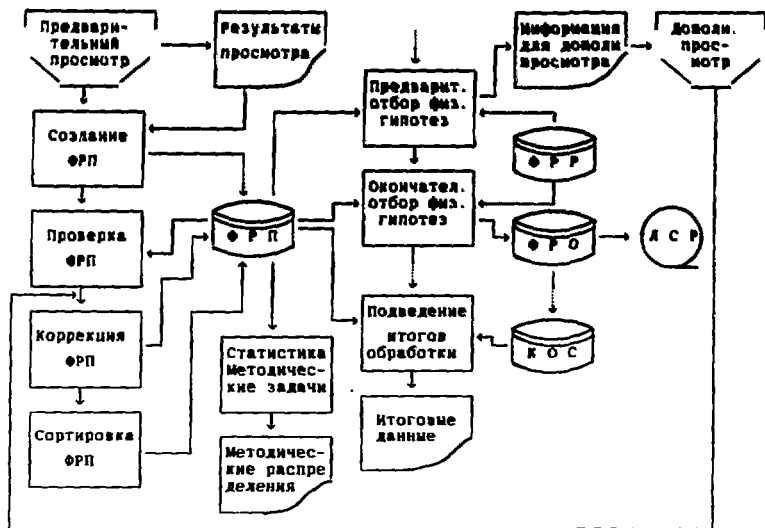 Предвари-
тельный
просмотр
Результаты
просмотра
Информация
для дополн
просмотра
Дополн.
прос-
мотр
Создание
ФРП
Предварит.
отбор физ.
гипотез
Ф Р Р
Проверка
ФРП
Ф Р П
Окончател.
отбор физ.
гипотез
Ф Р О
Л С Р
Коррекция
ФРП
Статистика
Методичес-
кие задачи
Подведение
итогов
обработки
К О С
Сортировка
ФРП
Методичес-
кие распре
деления
Итоговые
данные